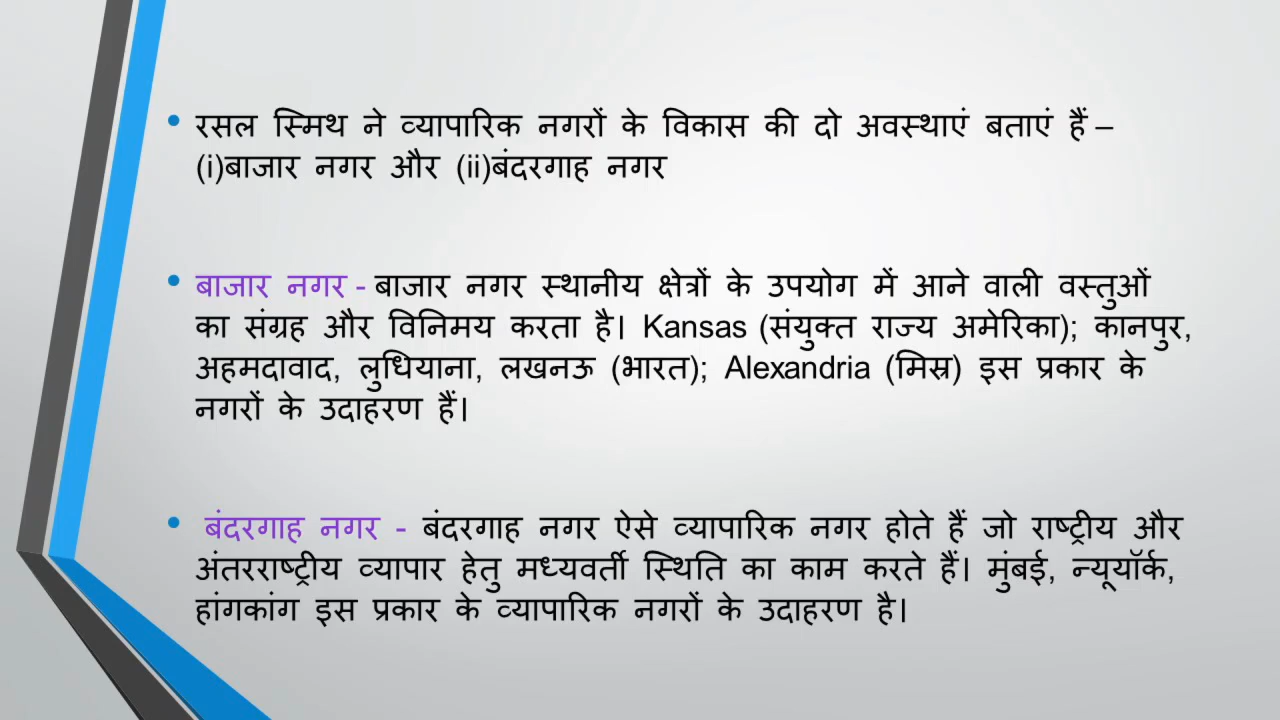 • रसल स्मिथ ने व्यापारिक नगरों के विकास की दो अवस्थाएं बताएं हैं –
(i)बाजार नगर और (ii)बंदरगाह नगर
• बाजार नगर - बाजार नगर स्थानीय क्षेत्रों के उपयोग में आने वाली वस्तुओं
का संग्रह और विनिमय करता है। Kansas (संयुक्त राज्य अमेरिका); कानपुर,
अहमदावाद, लुधियाना, लखनऊ (भारत); Alexandria (मिस्र) इस प्रकार के
नगरों के उदाहरण हैं।
• बंदरगाह नगर - बंदरगाह नगर ऐसे व्यापारिक नगर होते हैं जो राष्ट्रीय और
अंतरराष्ट्रीय व्यापार हेतु मध्यवर्ती स्थिति का काम करते हैं। मुंबई, न्यूयॉर्क,
हांगकांग इस प्रकार के व्यापारिक नगरों के उदाहरण है।